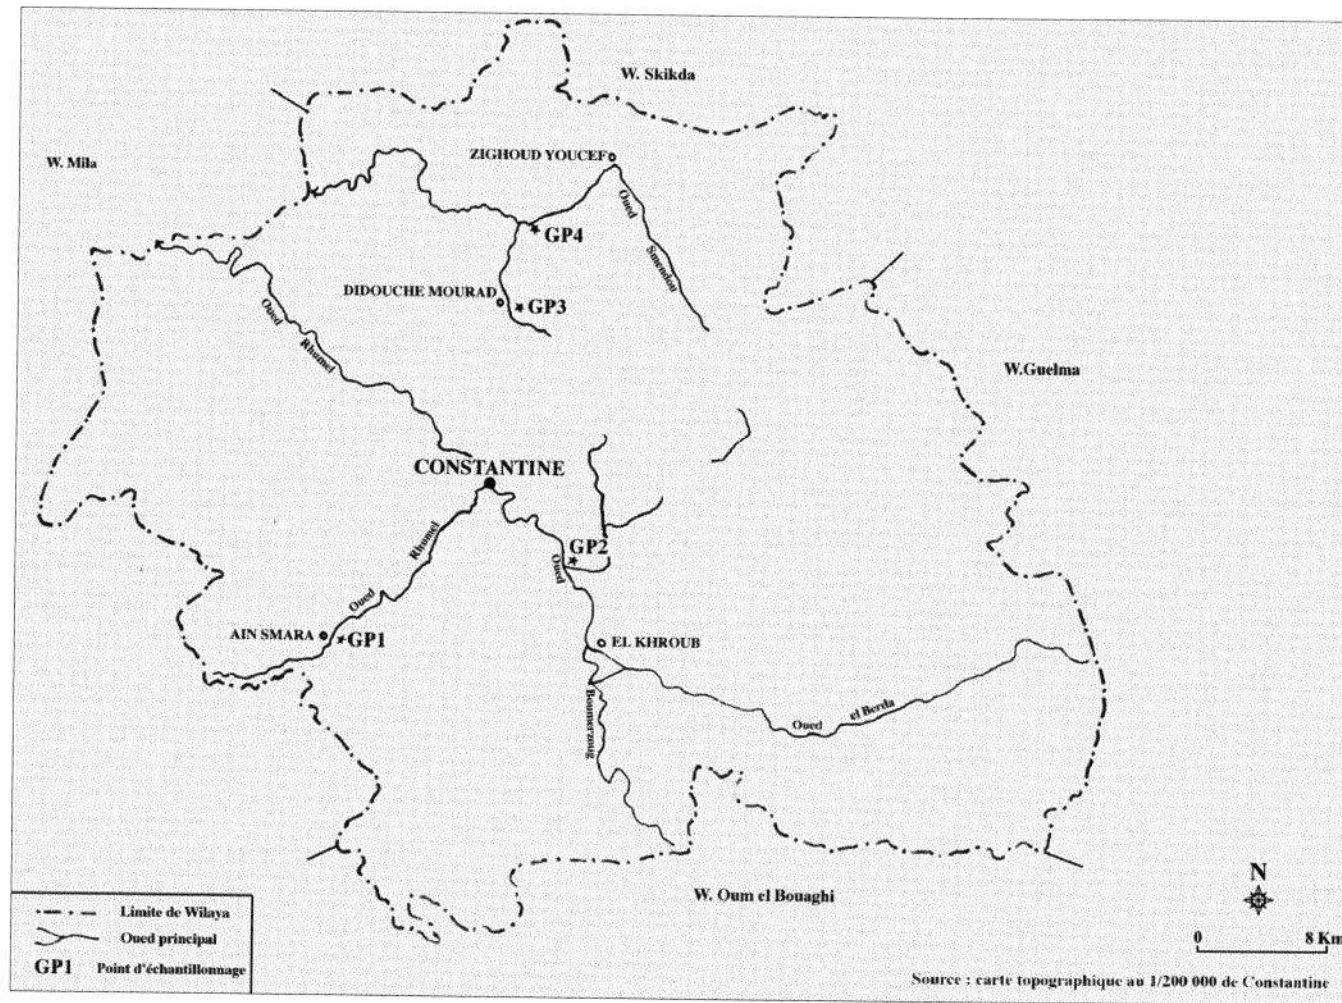 W. Skikda
W. Mila
ZIGHOUD YOUCEF
Oued
Smendou
GP4
DIDOUCHE MOURAD
GP3
Oued
Rhumel
W.Guelma
CONSTANTINE
Rhumel
Oued
GP2
Oued
AIN SMARA
GP1
EL KHROUB
Boumerzoug
Oued
el Berda
W. Oum el Bouaghi
N
0 8 Km
Limite de Wilaya
Oued principal
GP1 Point d'échantillonnage
Source : carte topographique au 1/200 000 de Constantine